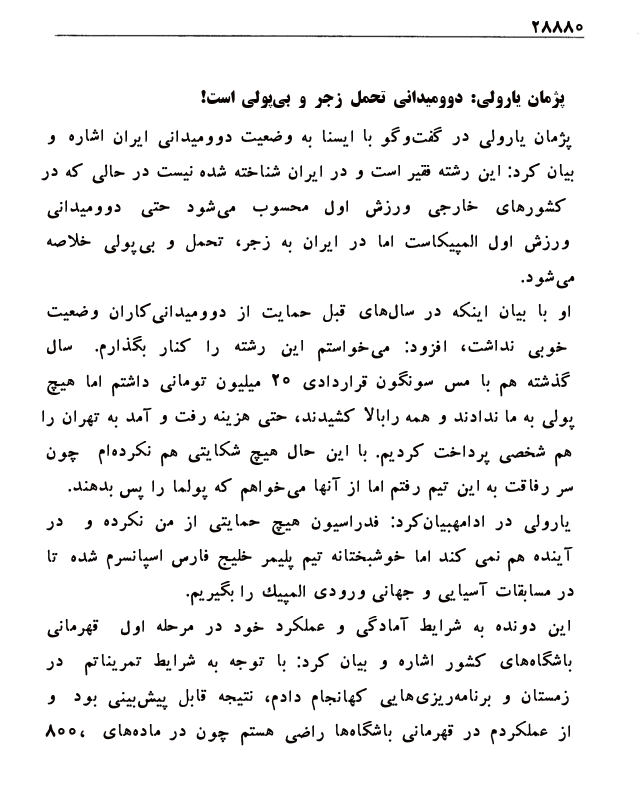 ۲۸۸۸۰
پژمان یارولی: دوومیدانی تحمل زجر و بی‌پولی است!
پژمان یارولی در گفت‌وگو با ایسنا به وضعیت دوومیدانی ایران اشاره و
بیان کرد: این رشته فقیر است و در ایران شناخته شده نیست در حالی که در
کشورهای خارجی ورزش اول محسوب می‌شود حتی دوومیدانی
ورزش اول المپیکاست اما در ایران به زجر، تحمل و بی‌پولی خلاصه
می‌شود.
او با بیان اینکه در سال‌های قبل حمایت از دوومیدانی‌کاران وضعیت
خوبی نداشت، افزود: می‌خواستم این رشته را کنار بگذارم. سال
گذشته هم با مس سونگون قراردادی ۲۰ میلیون تومانی داشتم اما هیچ
پولی به ما ندادند و همه رابالا کشیدند، حتی هزینه رفت و آمد به تهران را
هم شخصی پرداخت کردیم. با این حال هیچ شکایتی هم نکرده‌ام چون
سر رفاقت به این تیم رفتم اما از آنها می‌خواهم که پولما را پس بدهند.
یارولی در ادامهبیان‌کرد: فدراسیون هیچ حمایتی از من نکرده و در
آینده هم نمی کند اما خوشبختانه تیم پلیمر خلیج فارس اسپانسرم شده تا
در مسابقات آسیایی و جهانی ورودی المپیك را بگیریم.
این دونده به شرایط آمادگی و عملکرد خود در مرحله اول قهرمانی
باشگاه‌های کشور اشاره و بیان کرد: با توجه به شرایط تمریناتم در
زمستان و برنامه‌ریزی‌هایی کهانجام دادم، نتیجه قابل پیش‌بینی بود و
از عملکردم در قهرمانی باشگاه‌ها راضی هستم چون در ماده‌های ۸۰۰،